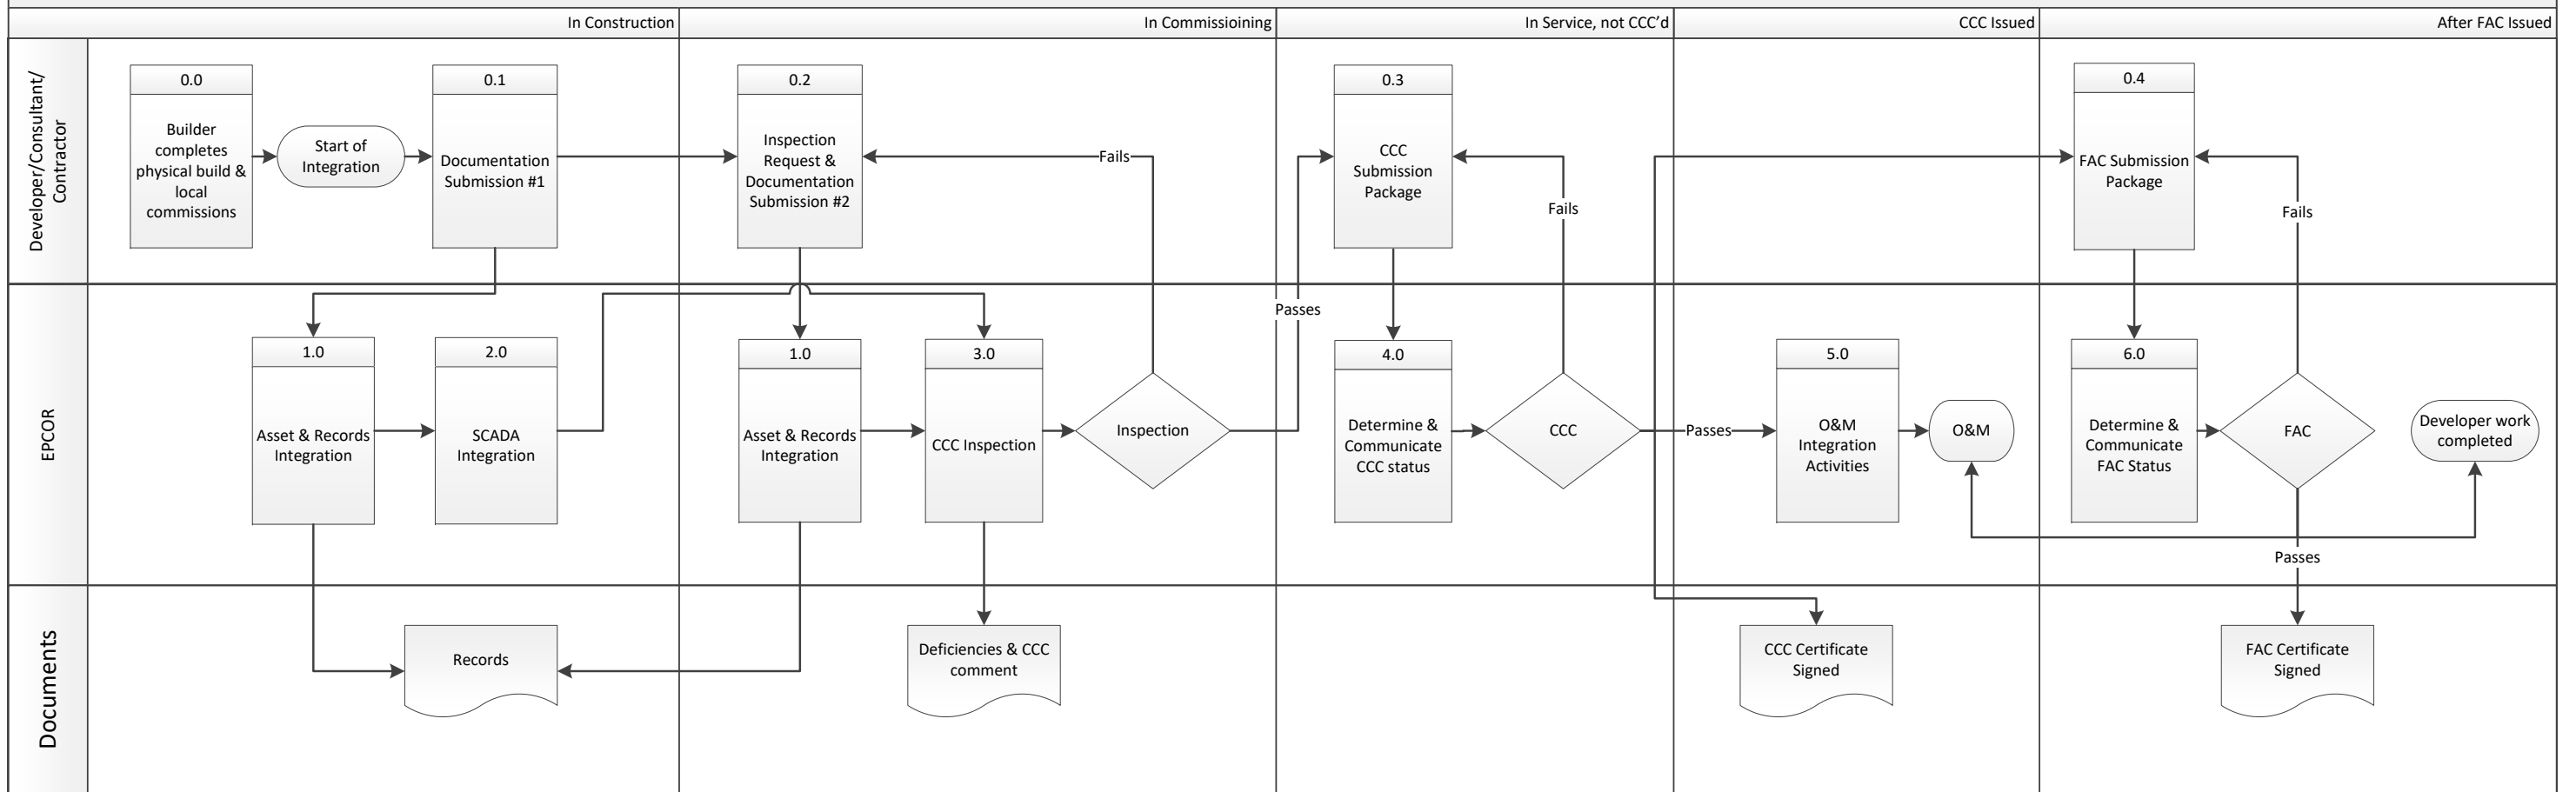 In Construction
In Commissioining
In Service, not CCC’d
CCC Issued
After FAC Issued
Developer/Consultant/
Contractor
0.0
Builder
completes
physical build &
local
commissions
Start of
Integration
0.1
Documentation
Submission #1
0.2
Inspection
Request &
Documentation
Submission #2
Fails
0.3
CCC
Submission
Package
Fails
0.4
FAC Submission
Package
Fails
Passes
EPCOR
1.0
Asset & Records
Integration
2.0
SCADA
Integration
1.0
Asset & Records
Integration
3.0
CCC Inspection
Inspection
4.0
Determine &
Communicate
CCC status
CCC
Passes
5.0
O&M
Integration
Activities
O&M
6.0
Determine &
Communicate
FAC Status
FAC
Developer work
completed
Passes
Documents
Records
Deficiencies & CCC
comment
CCC Certificate
Signed
FAC Certificate
Signed